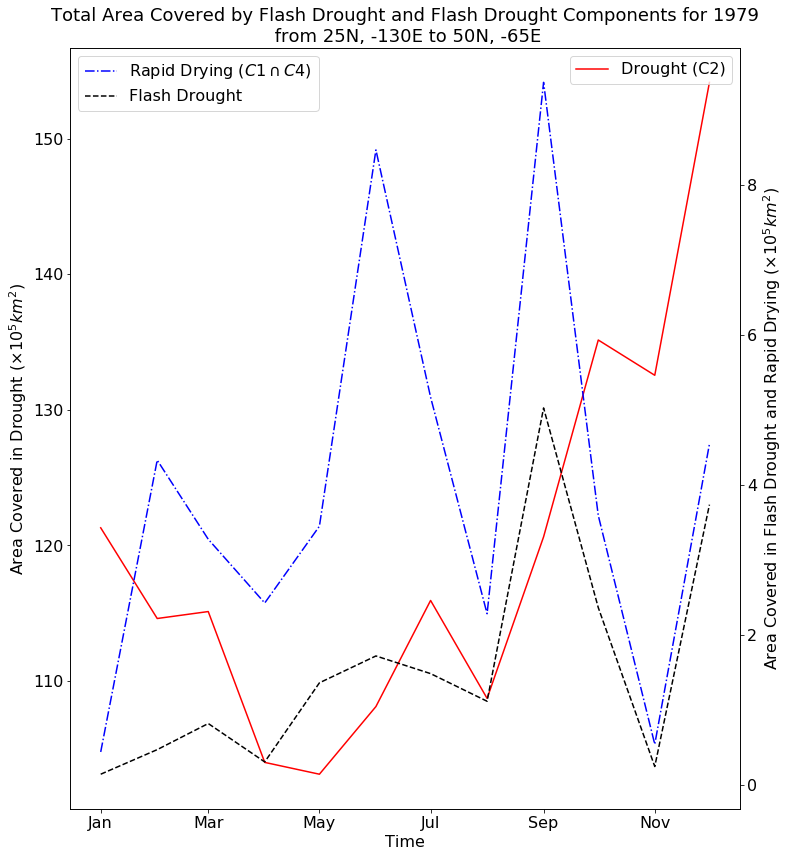 Total Area Covered by Flash Drought and Flash Drought Components for 1979
from 25N, -130E to 50N, -65E
Rapid Drying (C1 ∩ C4)
Flash Drought
Drought (C2)
150
140
130
120
110
8
6
4
2
0
Area Covered in Drought (×10⁵km²)
Area Covered in Flash Drought and Rapid Drying (×10⁵km²)
Jan Mar May Jul Sep Nov
Time